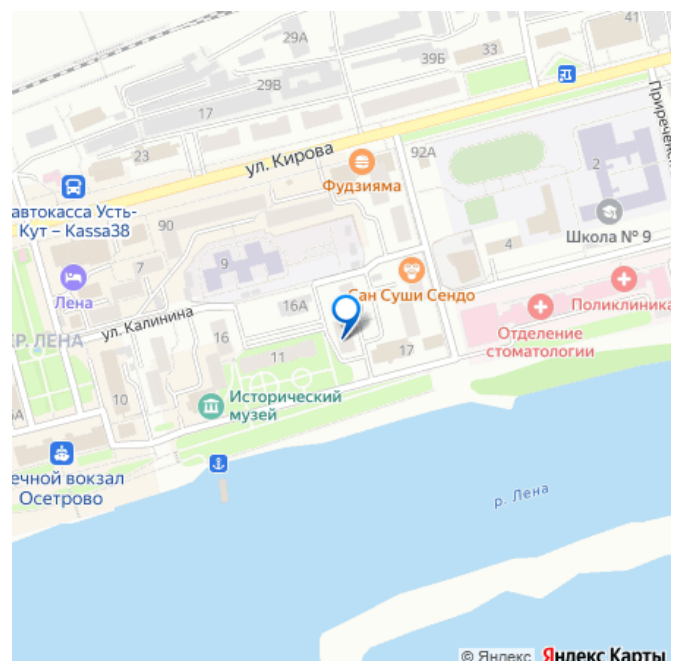 41
29А
39Б
33
29В
17
Приреченск
23
ул. Кирова
92А
Фудзияма
2
автокасса Усть-
Кут – Kassa38
90
Школа № 9
7
9
4
Лена
Сан Суши Сендо
16А
Поликлиника
ул. Калинина
16
Р. ЛЕНА
11
17
Отделение
стоматологии
10
Исторический
музей
ечной вокзал
Осетрово
р. Лена
© Яндекс Яндекс Карты